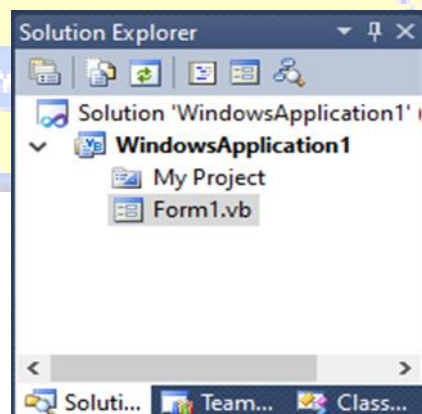 Solution Explorer
Solution 'WindowsApplication1' (
WindowsApplication1
My Project
Form1.vb
Soluti... Team... Class...